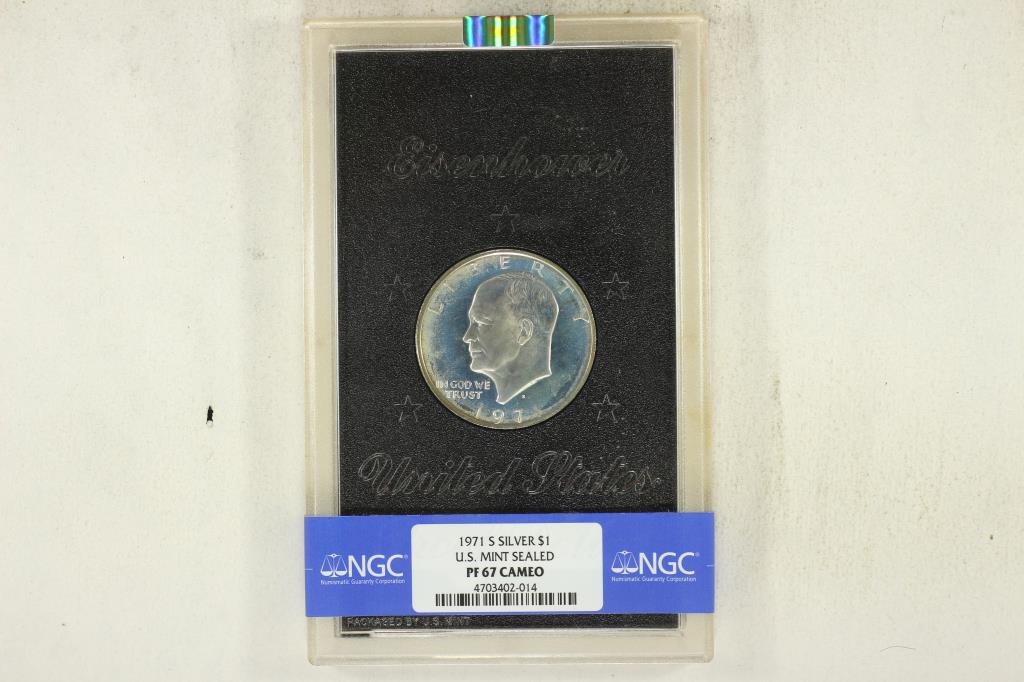 Eisenhower
LIBERTY
IN GOD WE
TRUST
S
1971
United States
NGC
Numismatic Guaranty Corporation
1971 S SILVER $1
U.S. MINT SEALED
PF 67 CAMEO
4703402-014
NGC
Numismatic Guaranty Corporation
PACKAGED BY U.S. MINT